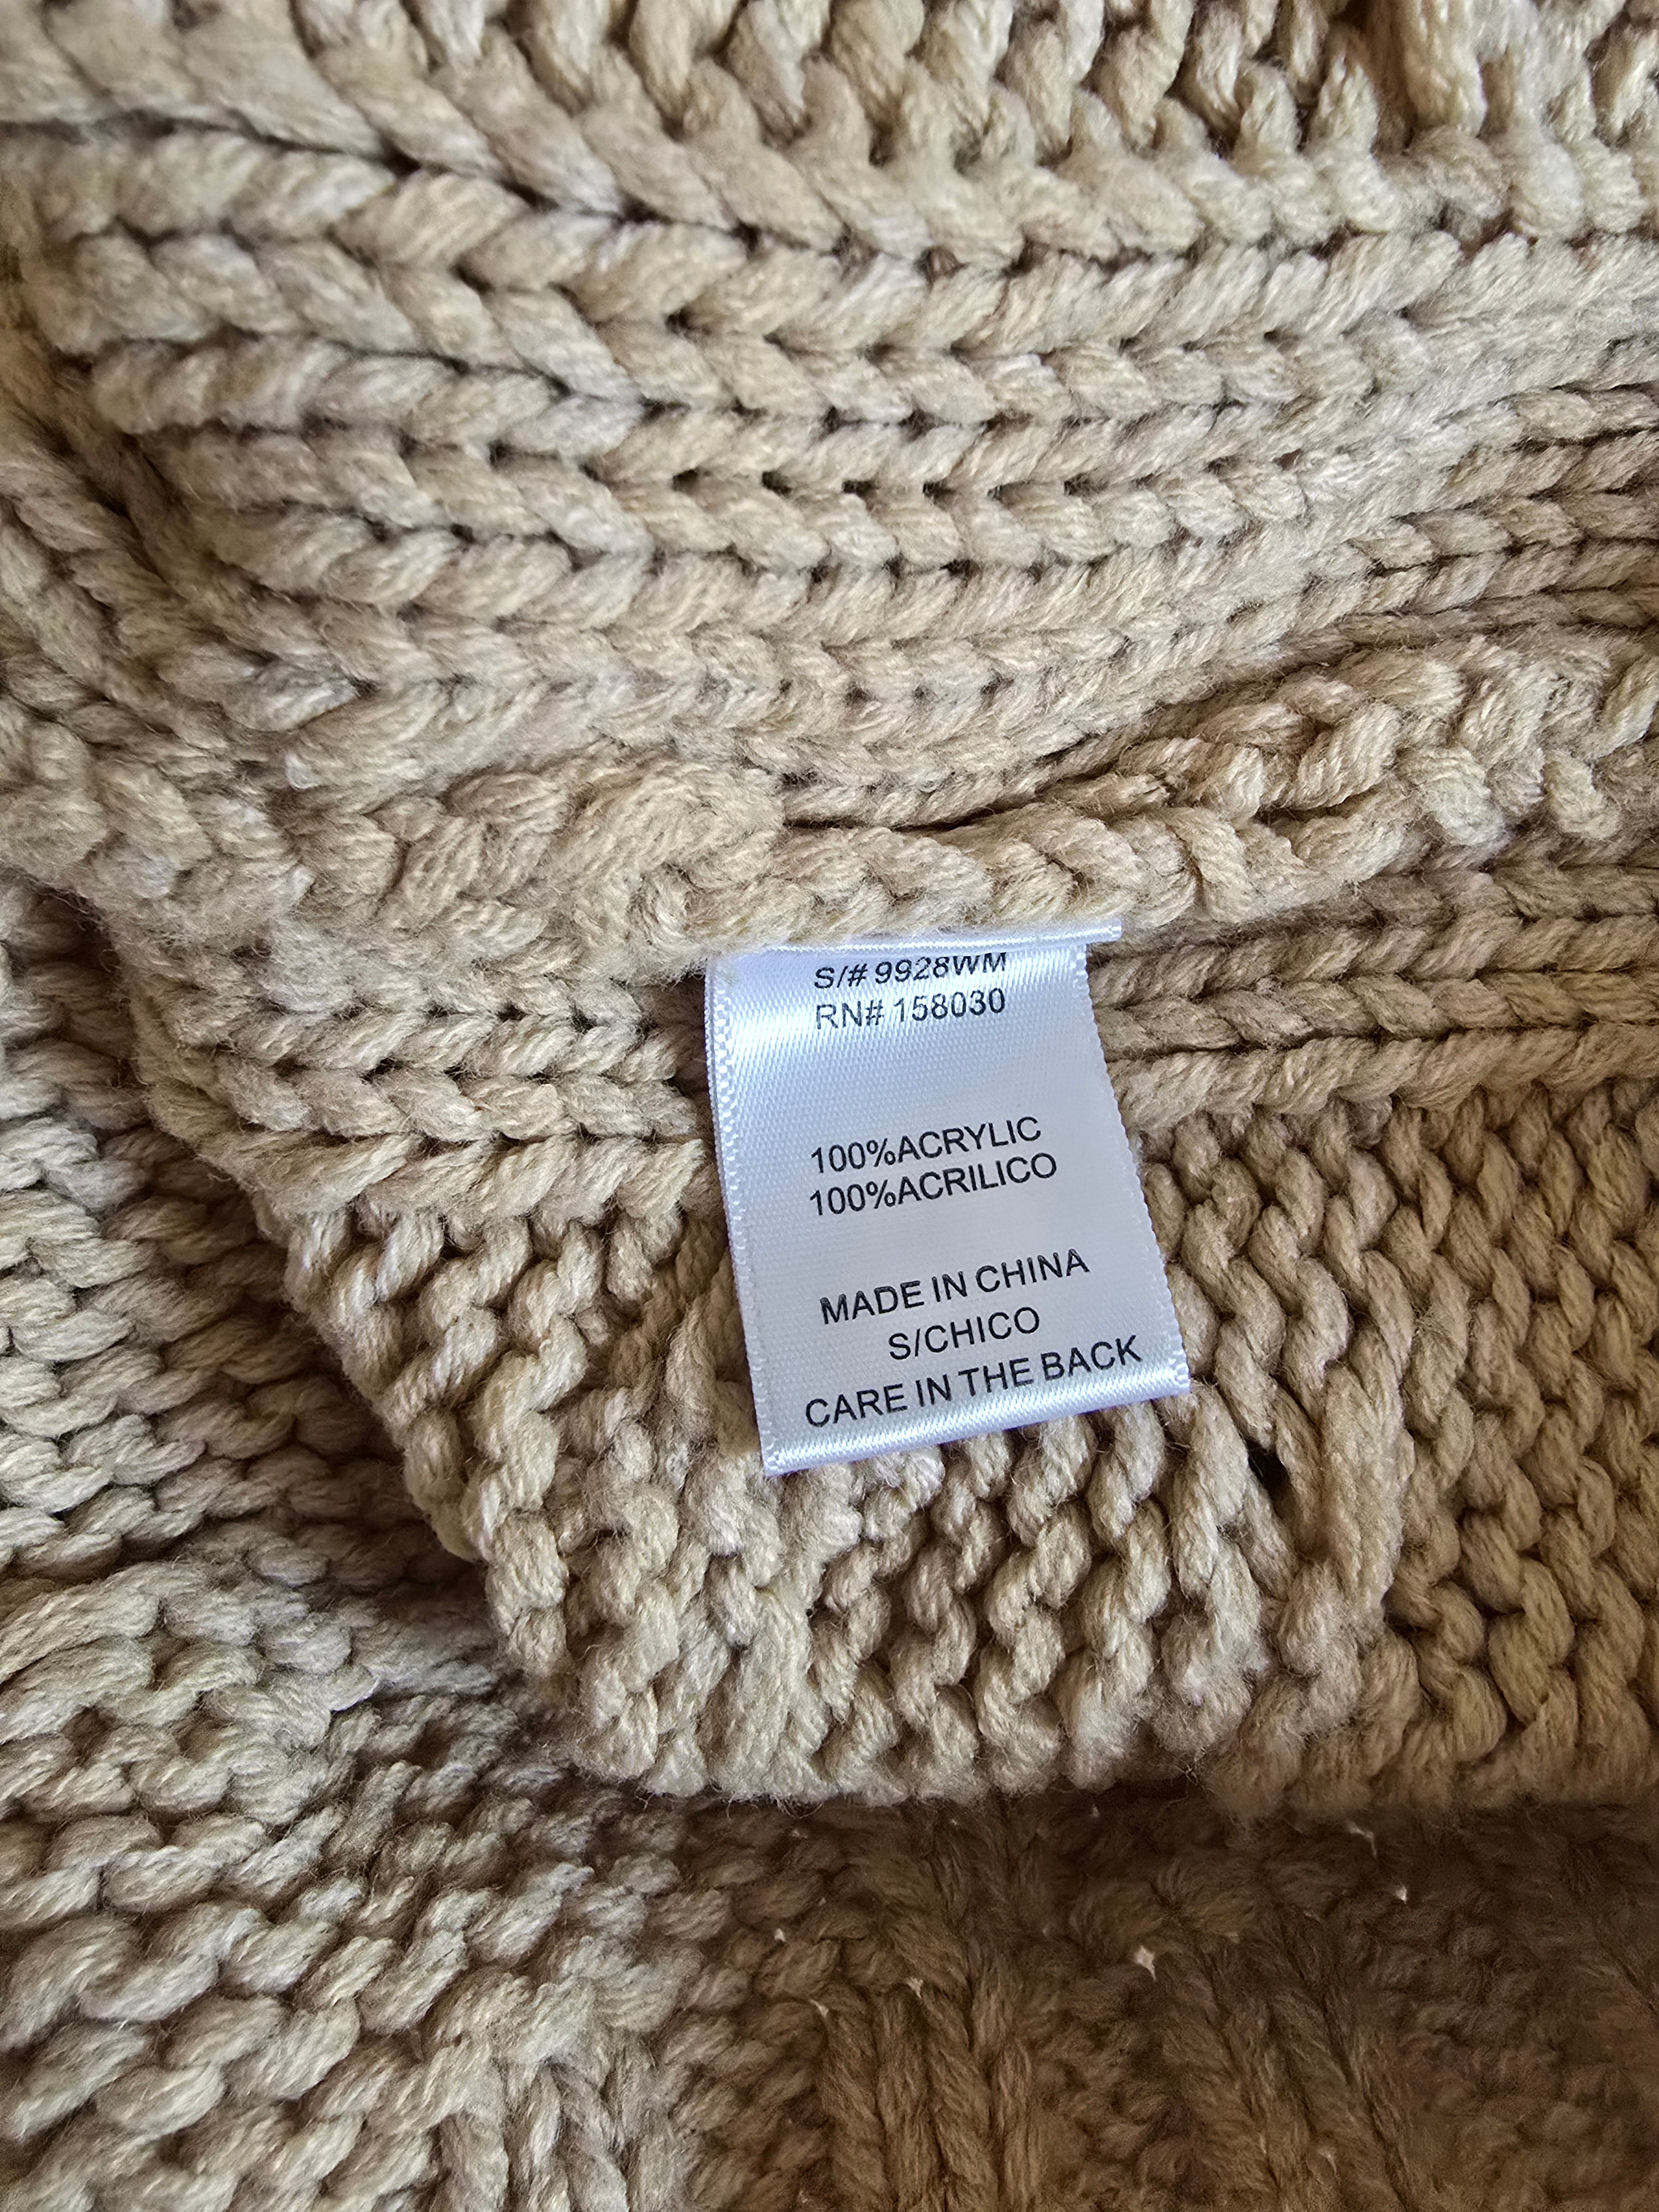 S/# 9928WM
RN# 158030
100%ACRYLIC
100%ACRILICO
MADE IN CHINA
S/CHICO
CARE IN THE BACK